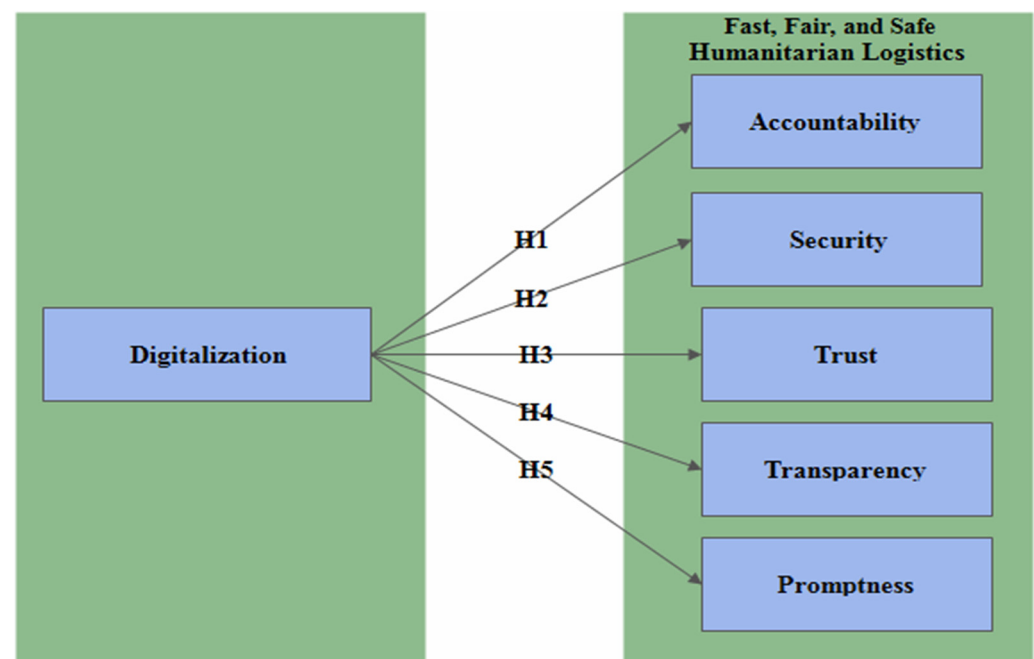 Fast, Fair, and Safe
Humanitarian Logistics
Accountability
H1
Security
H2
Digitalization
H3
Trust
H4
Transparency
H5
Promptness